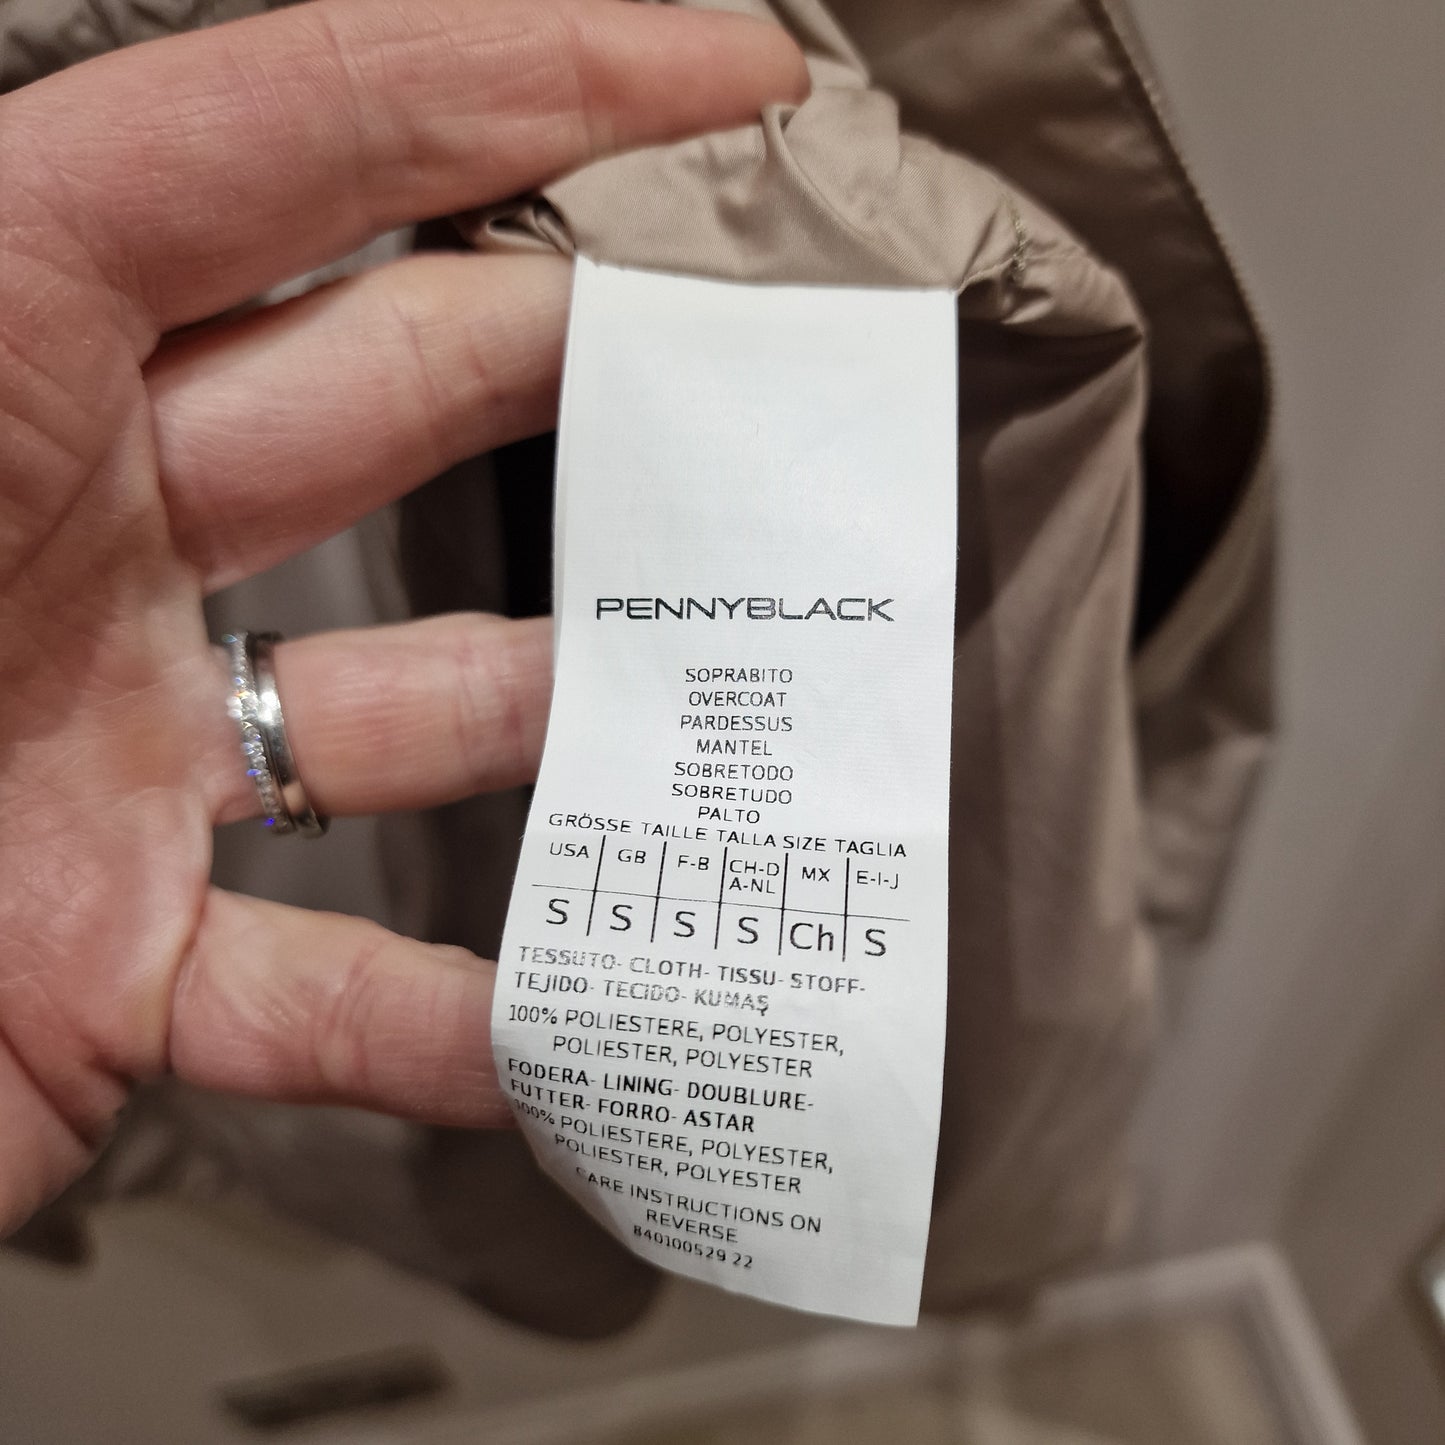 PENNYBLACK
SOPRABITO
OVERCOAT
PARDESSUS
MANTEL
SOBRETODO
SOBRETUDO
PALTO
GRÖSSE TAILLE TALLA SIZE TAGLIA
USA GB F-B CH-D A-NL MX E-I-J
S S S S Ch S
TESSUTO- CLOTH- TISSU- STOFF-
TEJIDO- TECIDO- KUMAŞ
100% POLIESTERE, POLYESTER,
POLIESTER, POLYESTER
FODERA- LINING- DOUBLURE-
FUTTER- FORRO- ASTAR
100% POLIESTERE, POLYESTER,
POLIESTER, POLYESTER
CARE INSTRUCTIONS ON
REVERSE
840100529 22